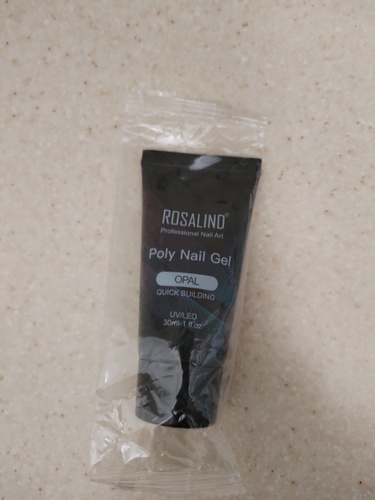 ROSALIND®
Professional Nail Art
Poly Nail Gel
OPAL
QUICK BUILDING
UV/LED
30ml-1 fl.oz